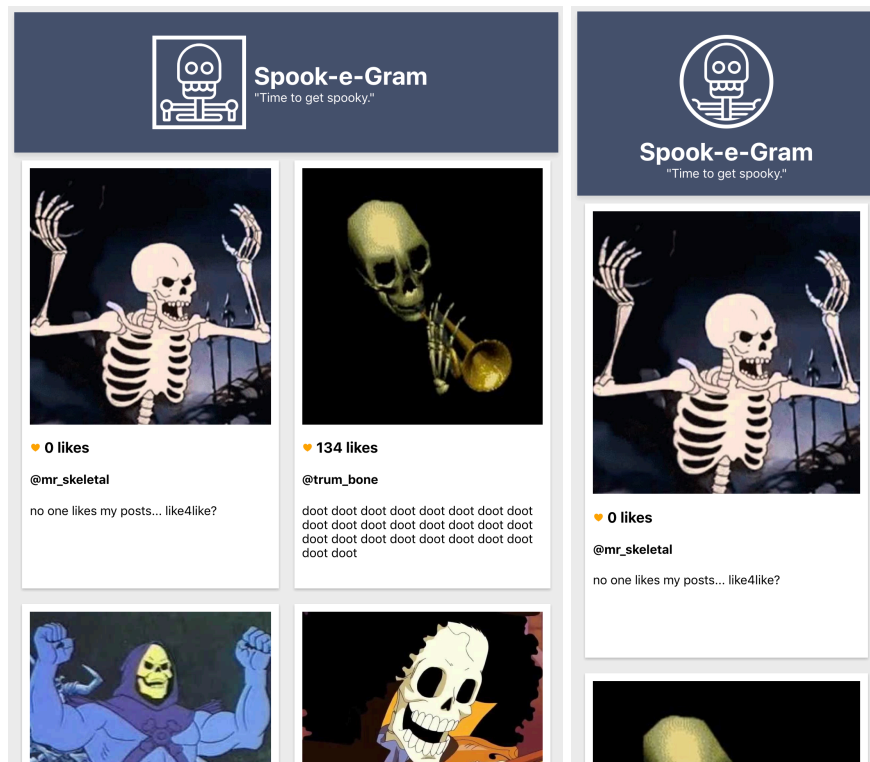 Spook-e-Gram
"Time to get spooky."
0 likes
@mr_skeletal
no one likes my posts... like4like?
134 likes
@trum_bone
doot doot doot doot doot doot doot doot
doot doot doot doot doot doot doot doot
doot doot doot doot doot doot doot doot
doot doot
Spook-e-Gram
"Time to get spooky."
0 likes
@mr_skeletal
no one likes my posts... like4like?